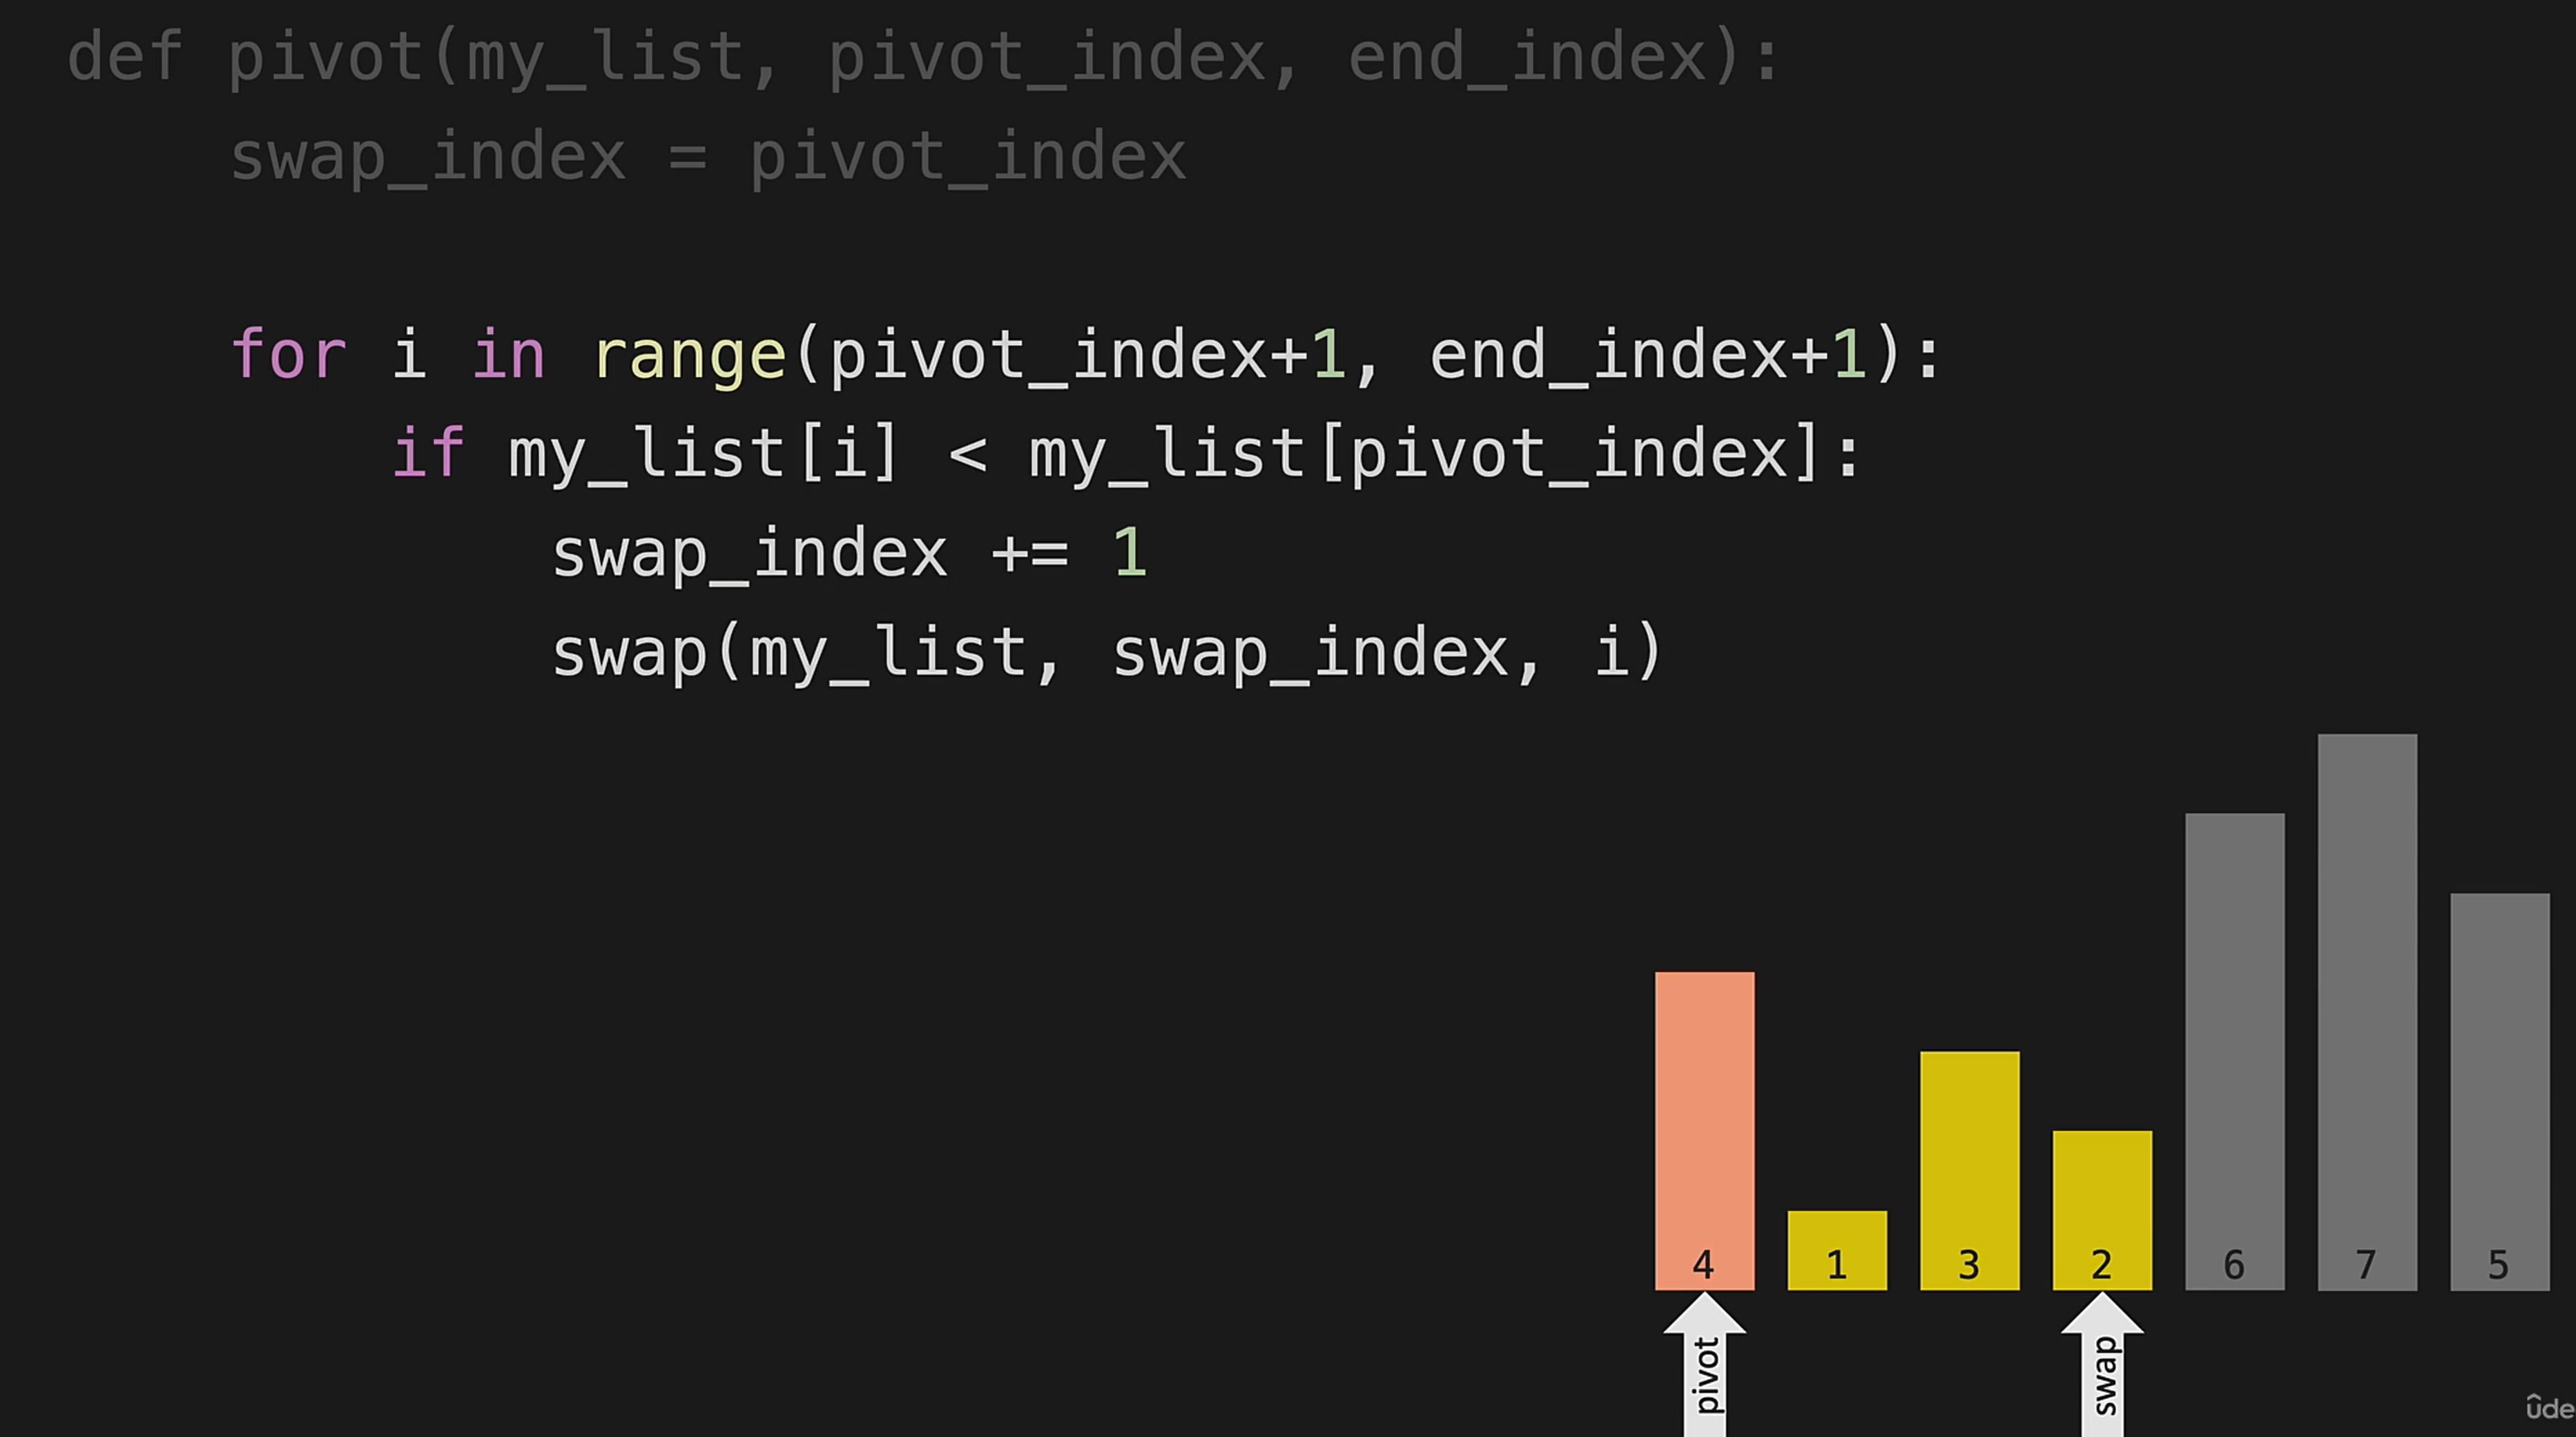 def pivot(my_list, pivot_index, end_index):
    swap_index = pivot_index
    for i in range(pivot_index+1, end_index+1):
        if my_list[i] < my_list[pivot_index]:
            swap_index += 1
            swap(my_list, swap_index, i)
4 1 3 2 6 7 5
pivot swap
ûde